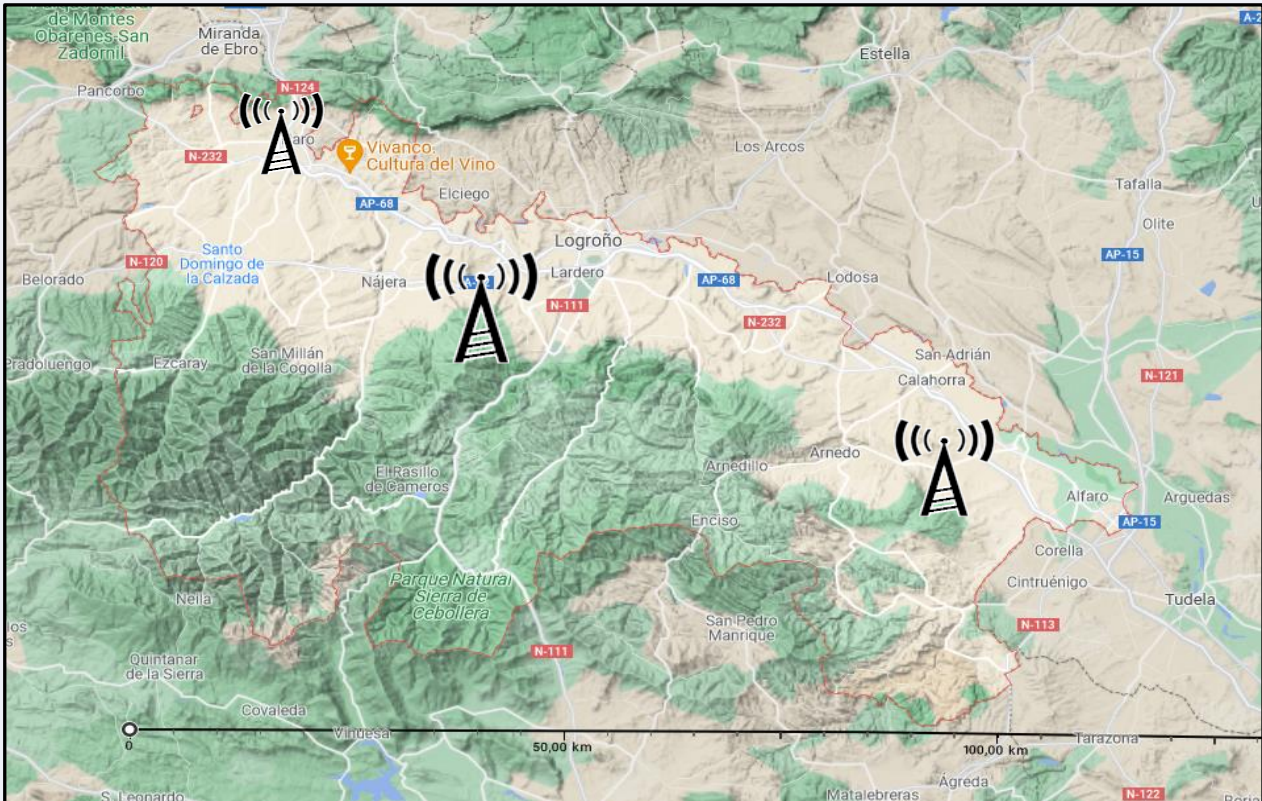 de Montes
Obarenes-San
Zadornil
Miranda
de Ebro
Estella
A-2
Pancorbo
N-124
aro
N-232
Vivanco.
Cultura del Vino
Los Arcos
Elciego
Tafalla
AP-68
Olite
Logroño
Santo
Domingo de
la Calzada
N-120
AP-15
Belorado
Nájera
Lardero
AP-68
Lodosa
N-111
N-232
Pradoluengo
Ezcaray
San Millán
de la Cogolla
San Adrián
Calahorra
N-121
El Rasillo
de Cameros
Arnedillo
Arnedo
Alfaro
Arguedas
Enciso
AP-15
Corella
Parque Natural
Sierra de
Cebollera
Cintruénigo
Neila
Tudela
San Pedro
Manrique
N-113
N-111
Quintanar
de la Sierra
Covaleda
Vinuesa
0
50,00 km
100,00 km
Tarazona
Ágreda
S. Leonardo
Matalebreras
N-122